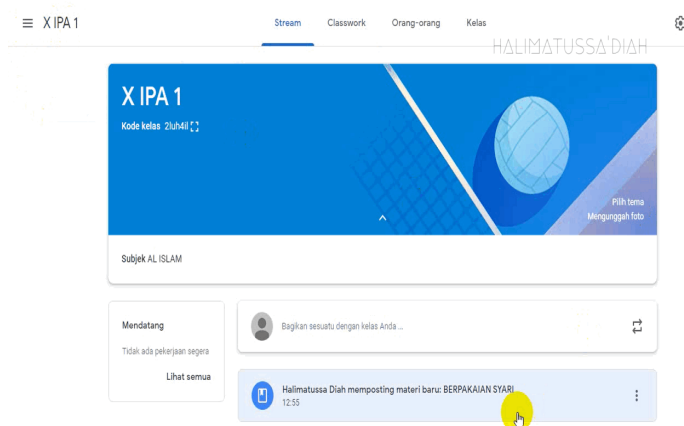 X IPA 1
Stream Classwork Orang-orang Kelas
HALIMATUSSA'DIAH
X IPA 1
Kode kelas 2luh4il
Pilih tema
Mengunggah foto
Subjek AL ISLAM
Mendatang
Tidak ada pekerjaan segera
Lihat semua
Bagikan sesuatu dengan kelas Anda ...
Halimatussa Diah memposting materi baru: BERPAKAIAN SYARI
12:55